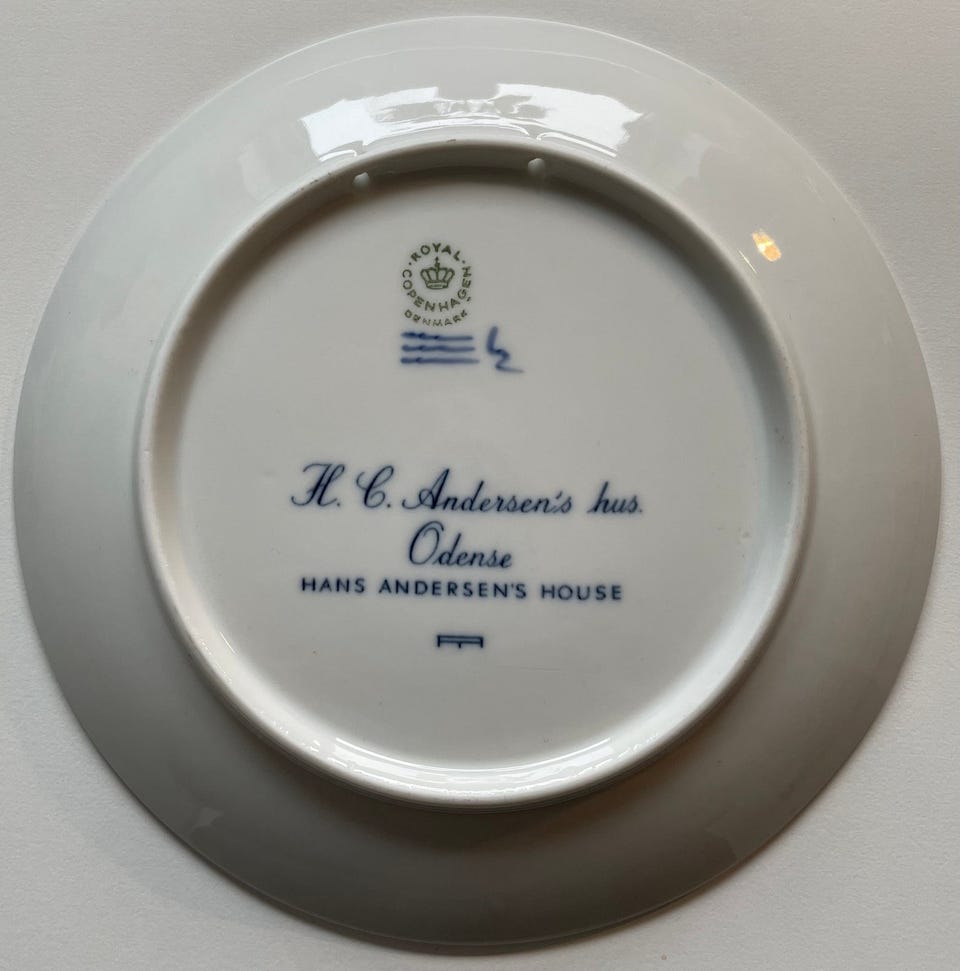 ROYAL
COPENHAGEN
DENMARK
H. C. Andersen's hus.
Odense
HANS ANDERSEN'S HOUSE